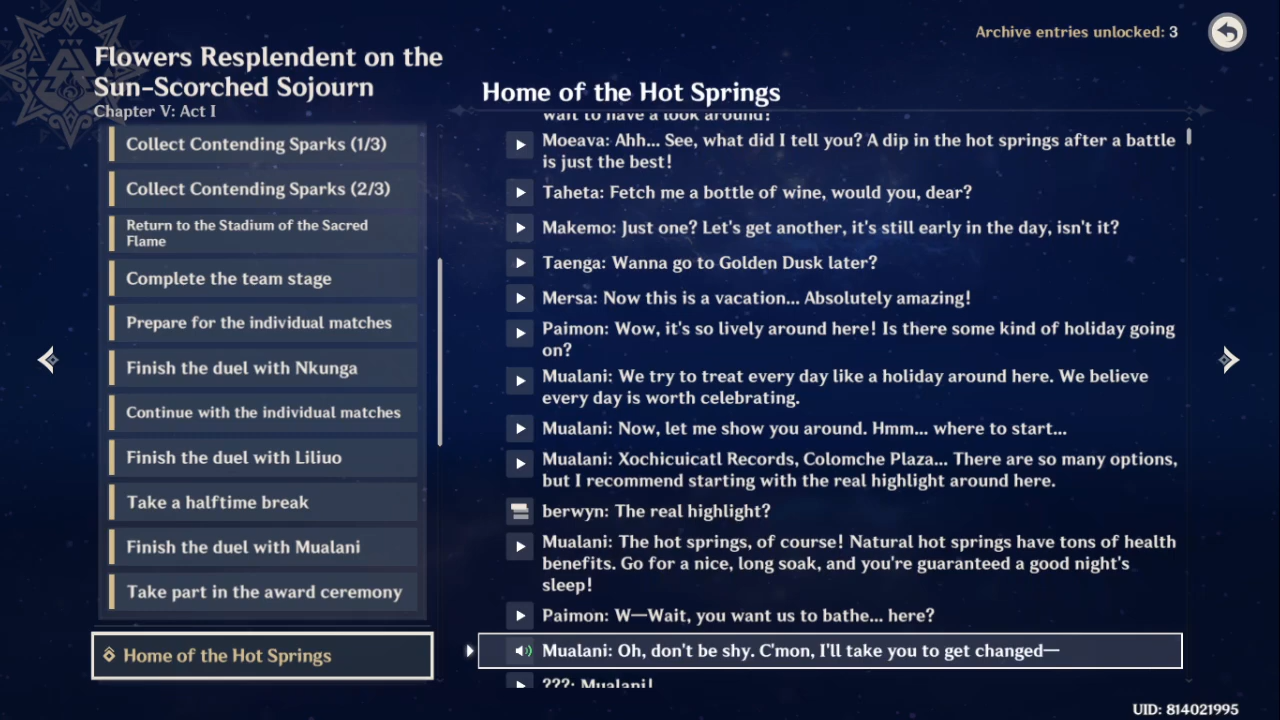 Archive entries unlocked: 3
Flowers Resplendent on the
Sun-Scorched Sojourn
Chapter V: Act I
Collect Contending Sparks (1/3)
Collect Contending Sparks (2/3)
Return to the Stadium of the Sacred
Flame
Complete the team stage
Prepare for the individual matches
Finish the duel with Nkunga
Continue with the individual matches
Finish the duel with Liliuo
Take a halftime break
Finish the duel with Mualani
Take part in the award ceremony
Home of the Hot Springs
Home of the Hot Springs
wait to have a look around!
Moeava: Ahh... See, what did I tell you? A dip in the hot springs after a battle
is just the best!
Taheta: Fetch me a bottle of wine, would you, dear?
Makemo: Just one? Let's get another, it's still early in the day, isn't it?
Taenga: Wanna go to Golden Dusk later?
Mersa: Now this is a vacation... Absolutely amazing!
Paimon: Wow, it's so lively around here! Is there some kind of holiday going
on?
Mualani: We try to treat every day like a holiday around here. We believe
every day is worth celebrating.
Mualani: Now, let me show you around. Hmm... where to start...
Mualani: Xochicuicatl Records, Colomche Plaza... There are so many options,
but I recommend starting with the real highlight around here.
berwyn: The real highlight?
Mualani: The hot springs, of course! Natural hot springs have tons of health
benefits. Go for a nice, long soak, and you're guaranteed a good night's
sleep!
Paimon: W—Wait, you want us to bathe... here?
Mualani: Oh, don't be shy. C'mon, I'll take you to get changed—
???: Mualani!
UID: 814021995